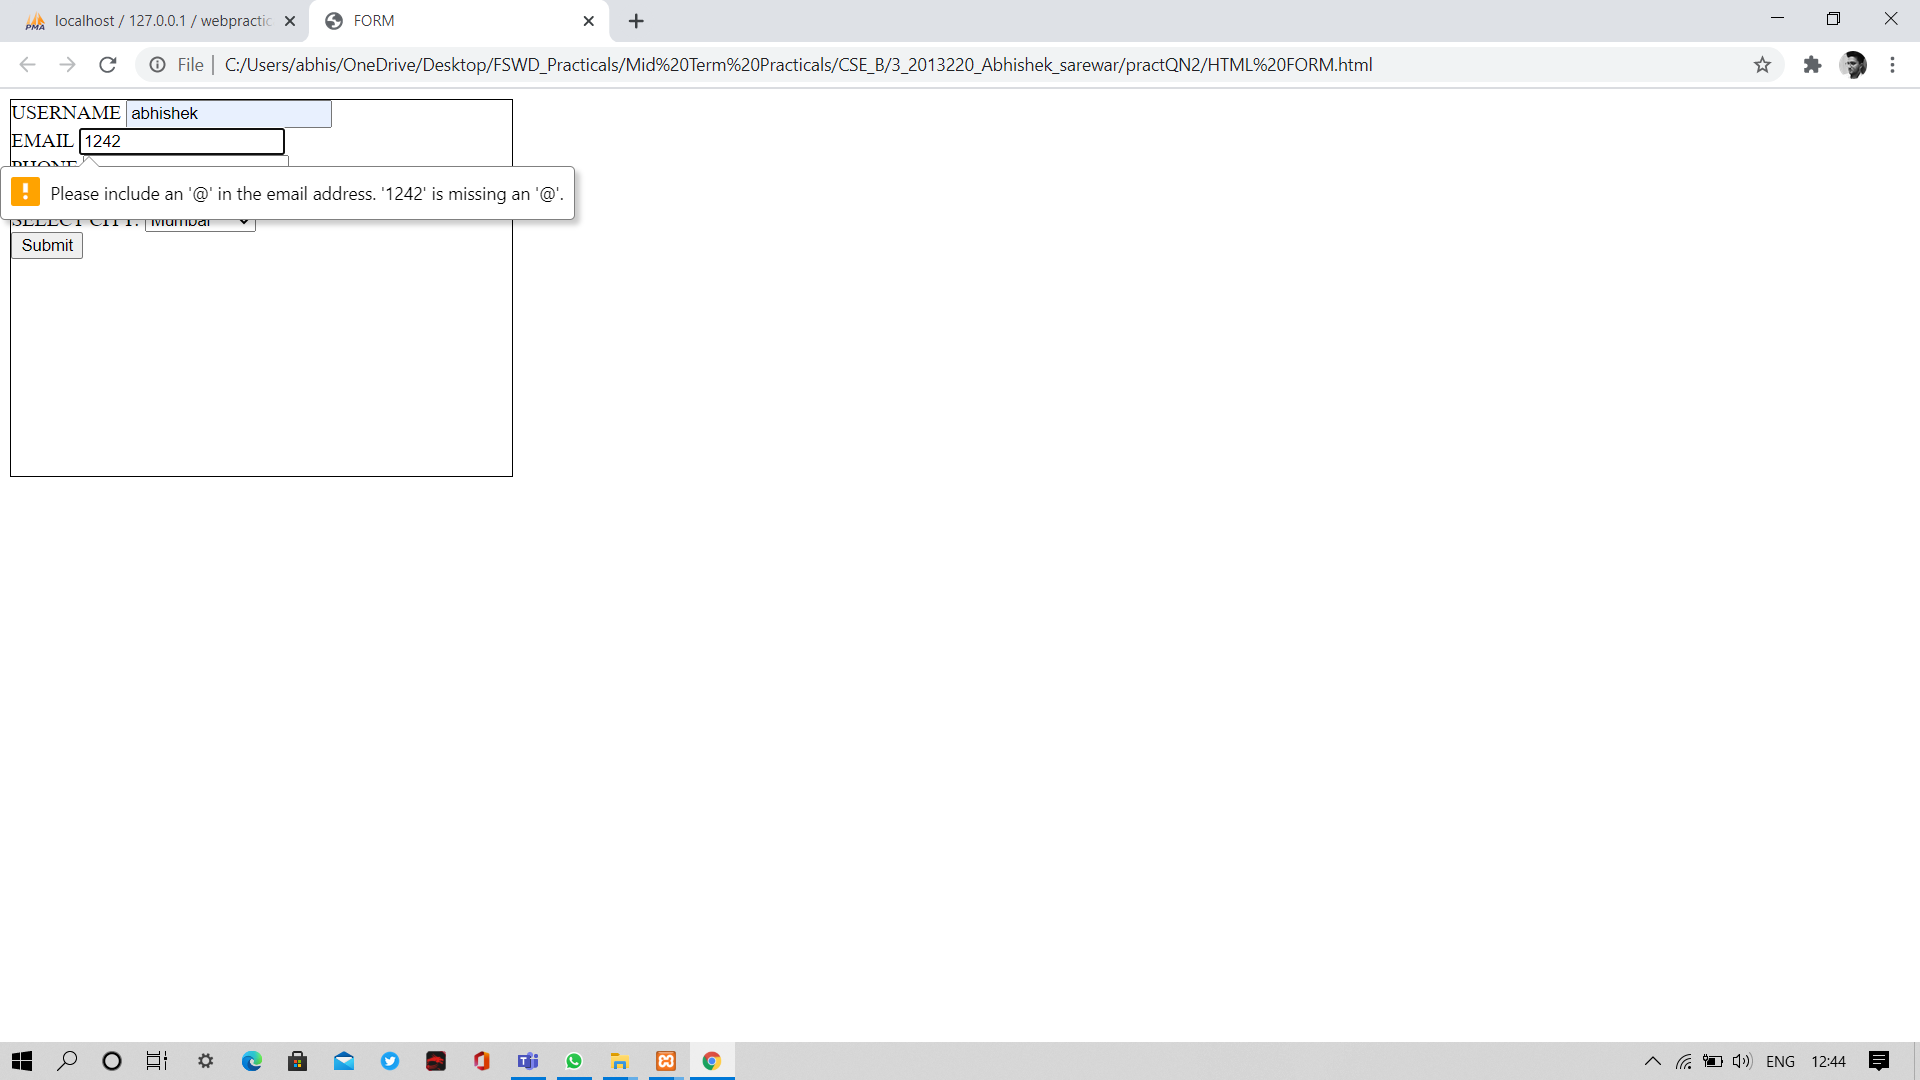 localhost / 127.0.0.1 / webpractic
FORM
File
C:/Users/abhis/OneDrive/Desktop/FSWD_Practicals/Mid%20Term%20Practicals/CSE_B/3_2013220_Abhishek_sarewar/practQN2/HTML%20FORM.html
USERNAME abhishek
EMAIL 1242
PHONE
Please include an '@' in the email address. '1242' is missing an '@'.
SELECT CITY: Mumbai
Submit
ENG 12:44